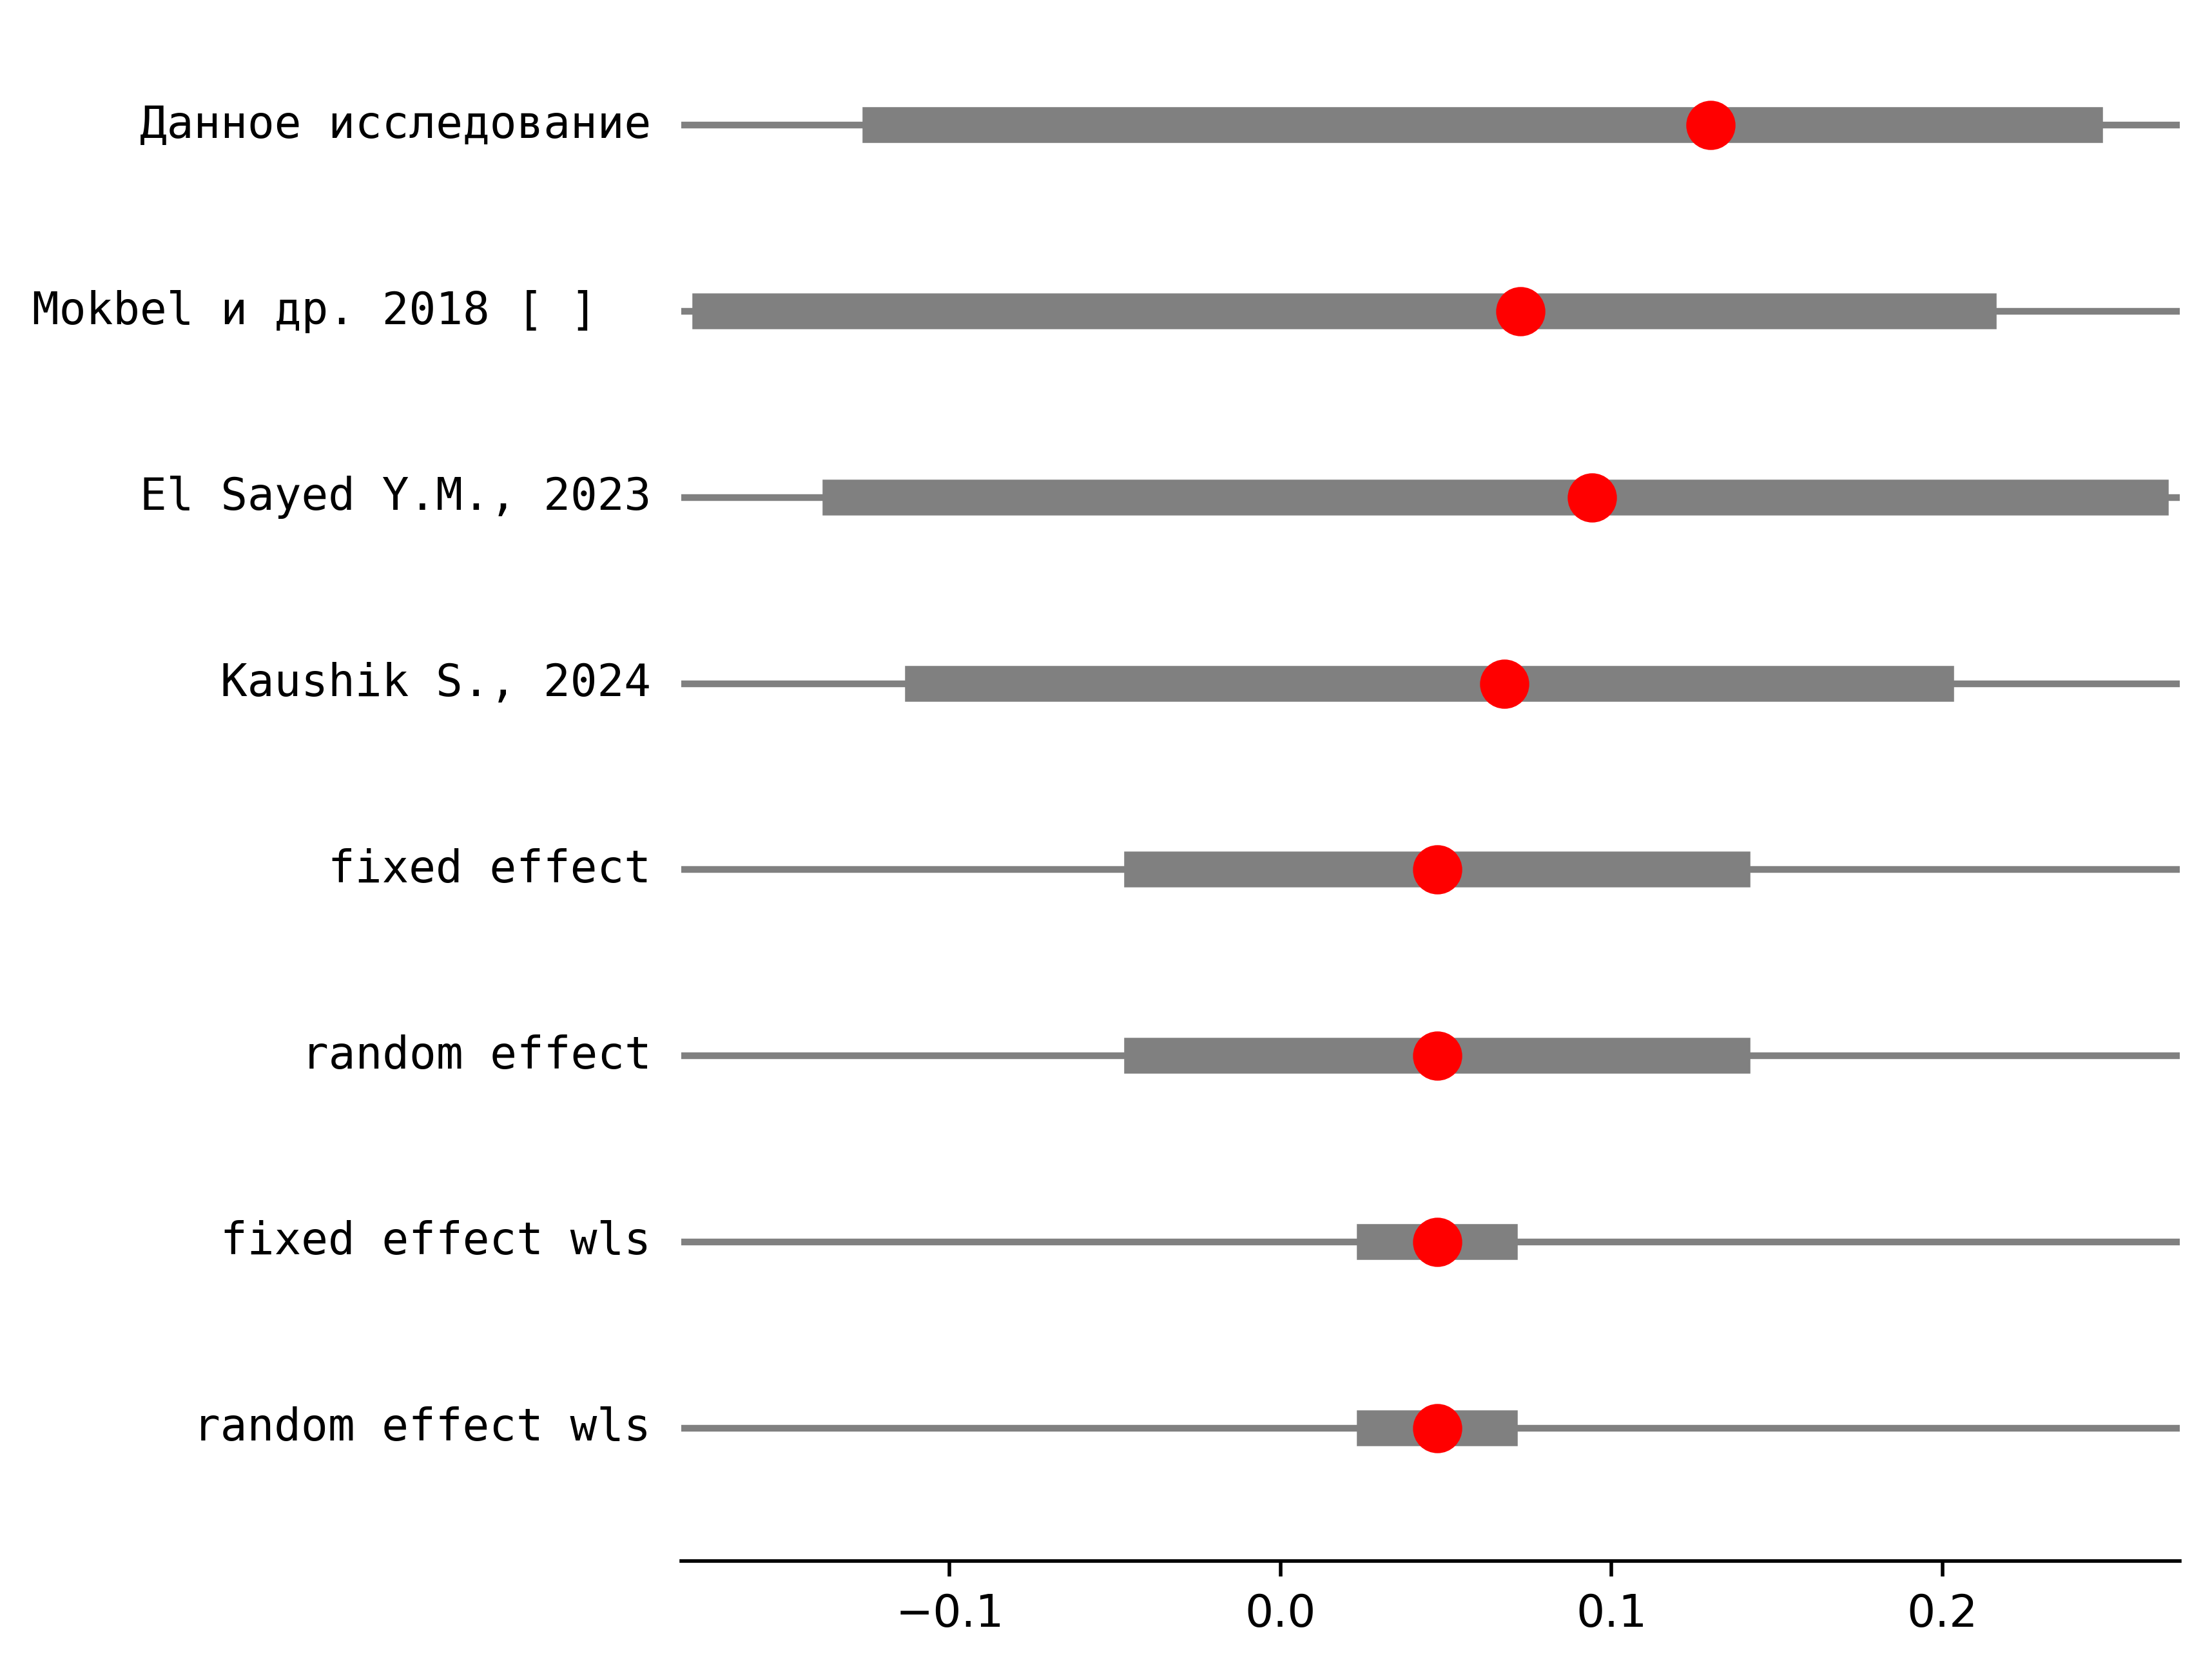 Данное исследование
Mokbel и др. 2018 [ ]
El Sayed Y.M., 2023
Kaushik S., 2024
fixed effect
random effect
fixed effect wls
random effect wls
−0.1 0.0 0.1 0.2